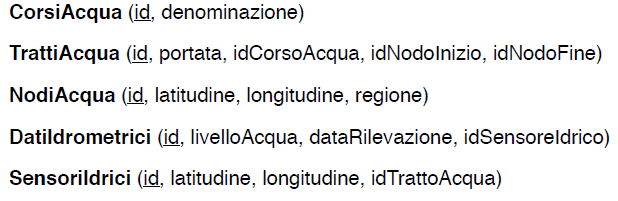 CorsiAcqua (id, denominazione)
TrattiAcqua (id, portata, idCorsoAcqua, idNodoInizio, idNodoFine)
NodiAcqua (id, latitudine, longitudine, regione)
DatiIdrometrici (id, livelloAcqua, dataRilevazione, idSensoreIdrico)
SensoriIdrici (id, latitudine, longitudine, idTrattoAcqua)